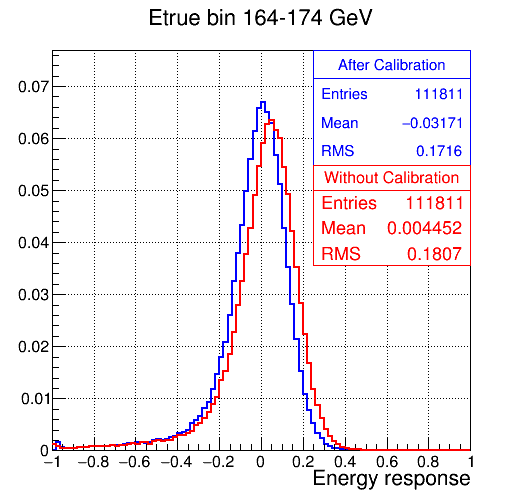 Etrue bin 164-174 GeV
After Calibration
Entries 111811
Mean −0.03171
RMS 0.1716
Without Calibration
Entries 111811
Mean 0.004452
RMS 0.1807
0.07
0.06
0.05
0.04
0.03
0.02
0.01
0
−1 −0.8 −0.6 −0.4 −0.2 0 0.2 0.4 0.6 0.8 1
Energy response